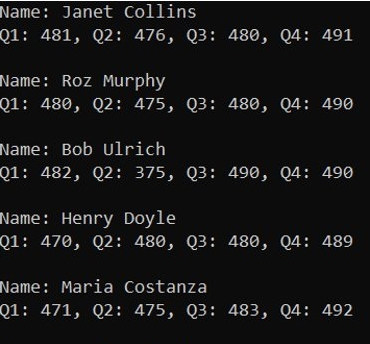 Name: Janet Collins
Q1: 481, Q2: 476, Q3: 480, Q4: 491
Name: Roz Murphy
Q1: 480, Q2: 475, Q3: 480, Q4: 490
Name: Bob Ulrich
Q1: 482, Q2: 375, Q3: 490, Q4: 490
Name: Henry Doyle
Q1: 470, Q2: 480, Q3: 480, Q4: 489
Name: Maria Costanza
Q1: 471, Q2: 475, Q3: 483, Q4: 492